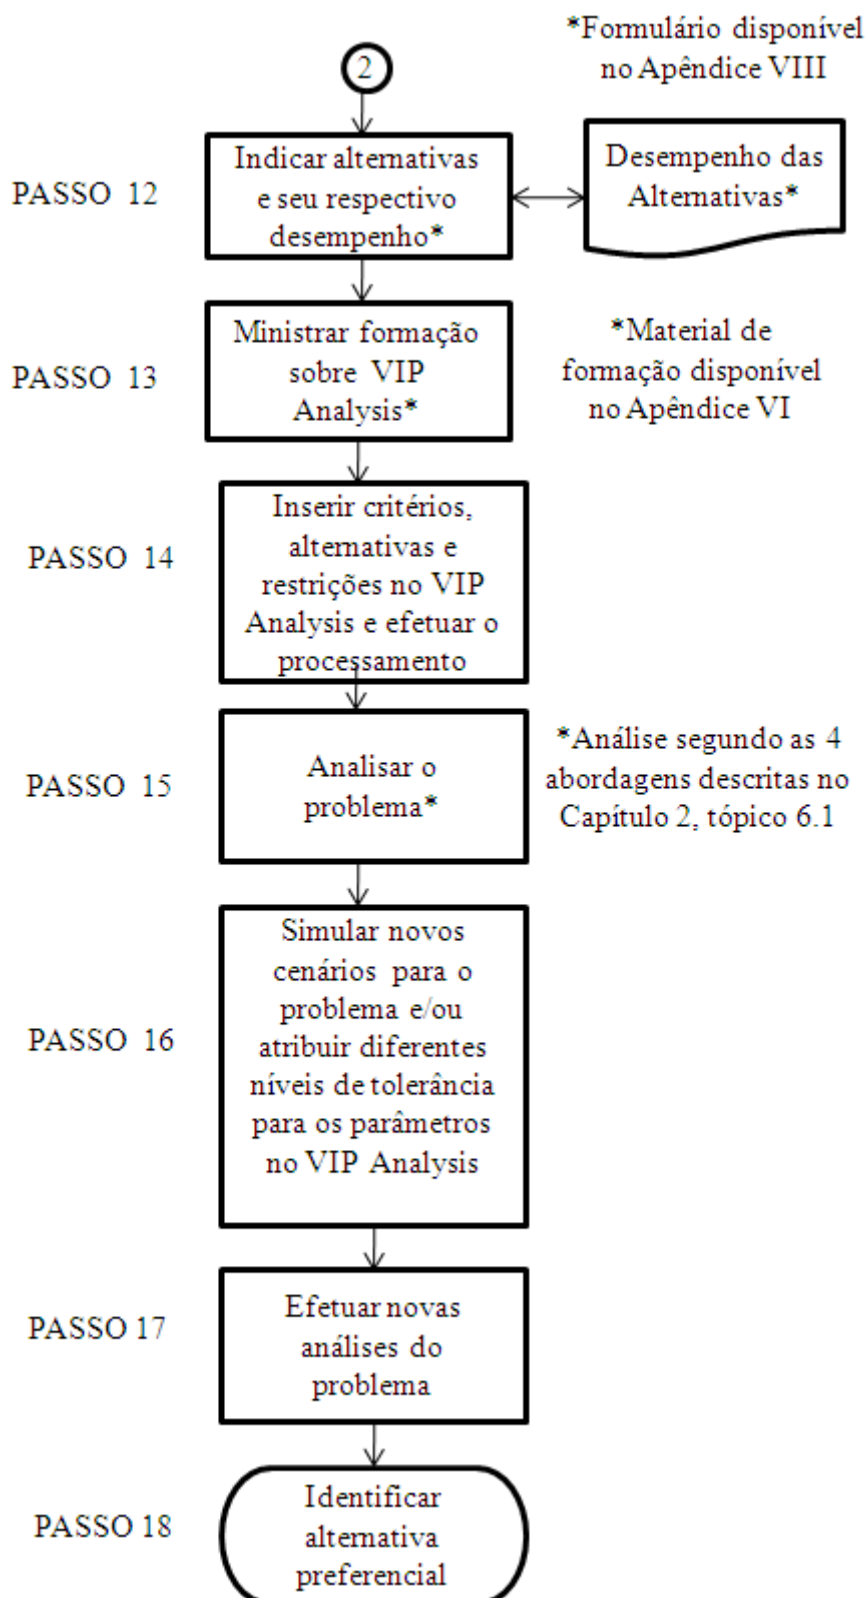 *Formulário disponível
no Apêndice VIII
2
PASSO 12
Indicar alternativas
e seu respectivo
desempenho*
Desempenho das
Alternativas*
PASSO 13
Ministrar formação
sobre VIP
Analysis*
*Material de
formação disponível
no Apêndice VI
PASSO 14
Inserir critérios,
alternativas e
restrições no VIP
Analysis e efetuar o
processamento
PASSO 15
Analisar o
problema*
*Análise segundo as 4
abordagens descritas no
Capítulo 2, tópico 6.1
PASSO 16
Simular novos
cenários para o
problema e/ou
atribuir diferentes
níveis de tolerância
para os parâmetros
no VIP Analysis
PASSO 17
Efetuar novas
análises do
problema
PASSO 18
Identificar
alternativa
preferencial